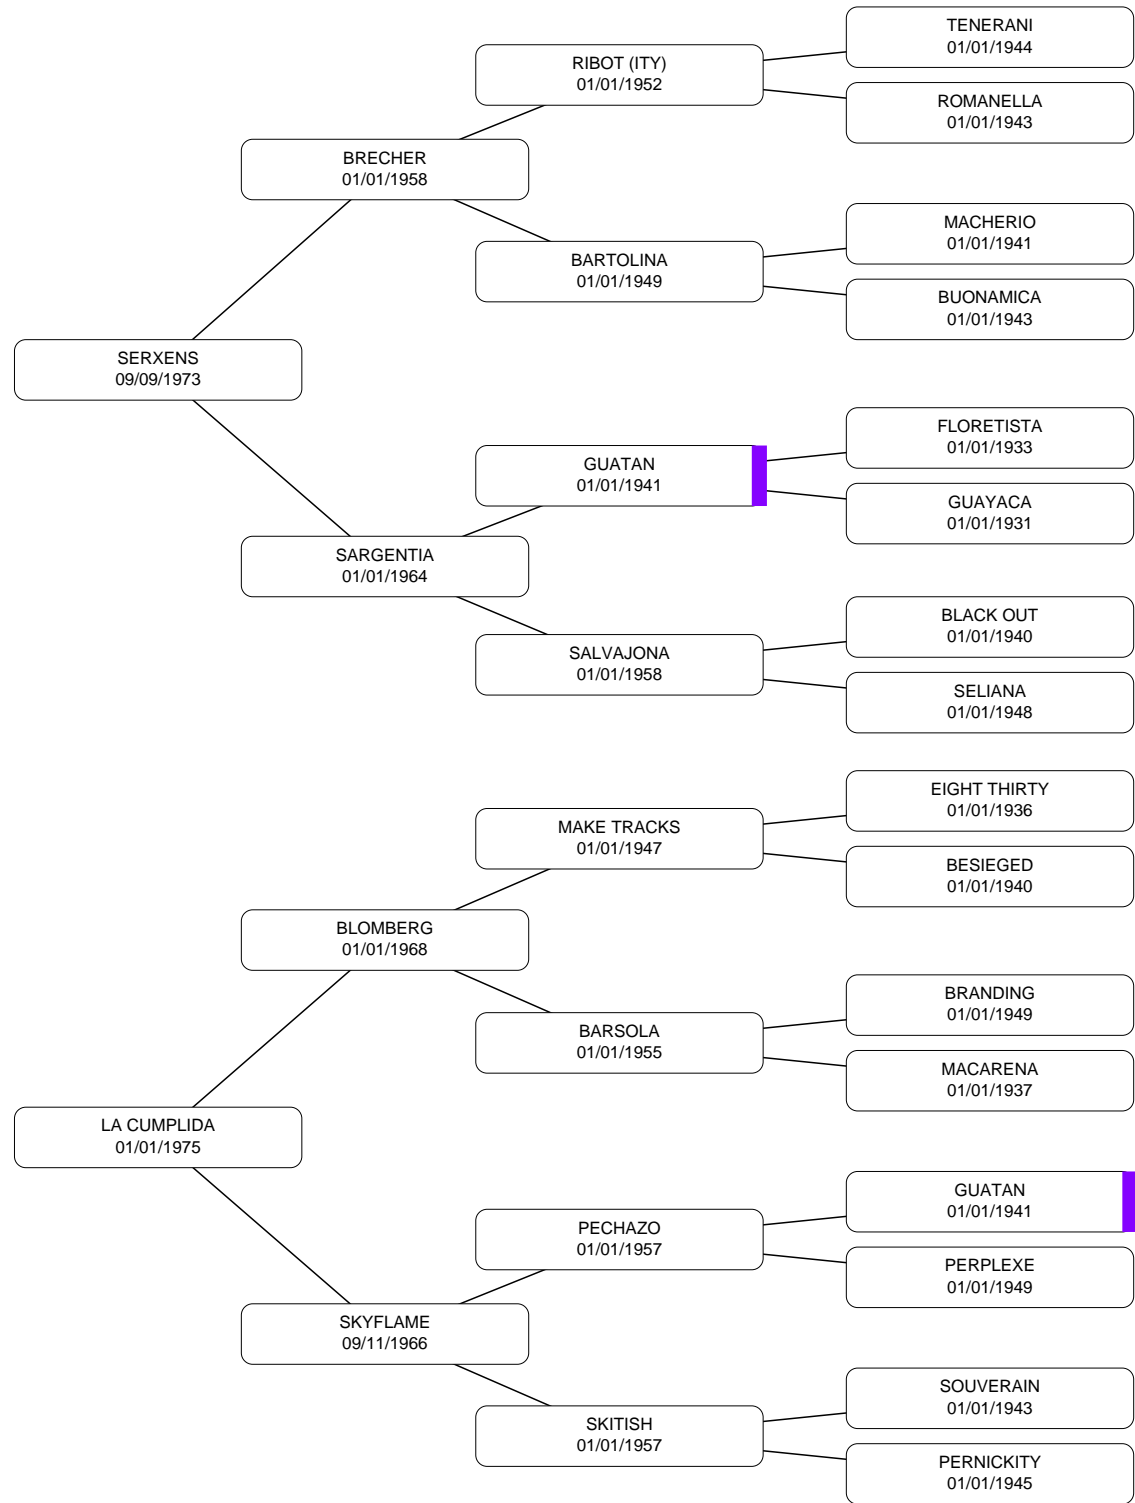 TENERANI
01/01/1944
RIBOT (ITY)
01/01/1952
ROMANELLA
01/01/1943
BRECHER
01/01/1958
MACHERIO
01/01/1941
BARTOLINA
01/01/1949
BUONAMICA
01/01/1943
SERXENS
09/09/1973
FLORETISTA
01/01/1933
GUATAN
01/01/1941
GUAYACA
01/01/1931
SARGENTIA
01/01/1964
BLACK OUT
01/01/1940
SALVAJONA
01/01/1958
SELIANA
01/01/1948
EIGHT THIRTY
01/01/1936
MAKE TRACKS
01/01/1947
BESIEGED
01/01/1940
BLOMBERG
01/01/1968
BRANDING
01/01/1949
BARSOLA
01/01/1955
MACARENA
01/01/1937
LA CUMPLIDA
01/01/1975
GUATAN
01/01/1941
PECHAZO
01/01/1957
PERPLEXE
01/01/1949
SKYFLAME
09/11/1966
SOUVERAIN
01/01/1943
SKITISH
01/01/1957
PERNICKITY
01/01/1945